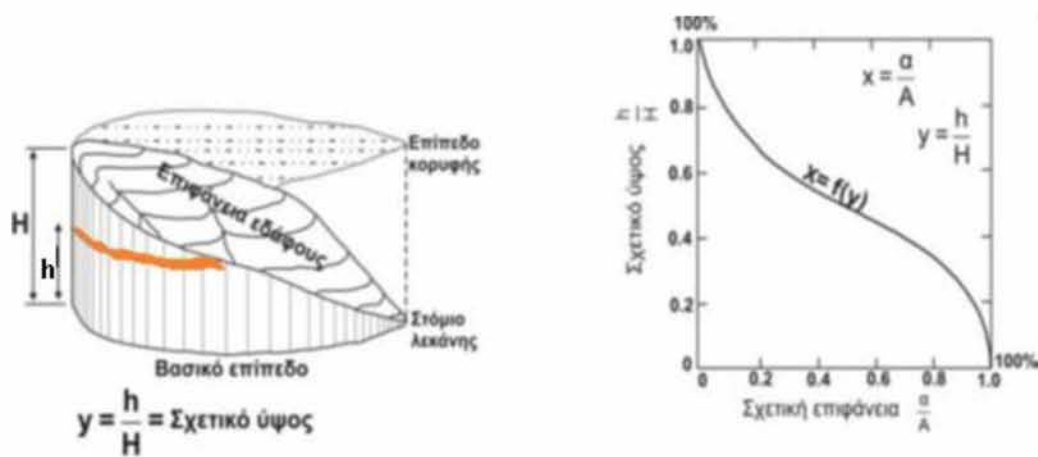 Επίπεδο
κορυφής
Επιφάνεια εδάφους
H
h
Στόμιο
λεκάνης
Βασικό επίπεδο
y = h/H = Σχετικό ύψος
100%
1.0
0.8
0.6
0.4
0.2
0
Σχετικό ύψος h/H
x = α/A
y = h/H
x= f(y)
100%
0 0.2 0.4 0.6 0.8 1.0
Σχετική επιφάνεια α/A